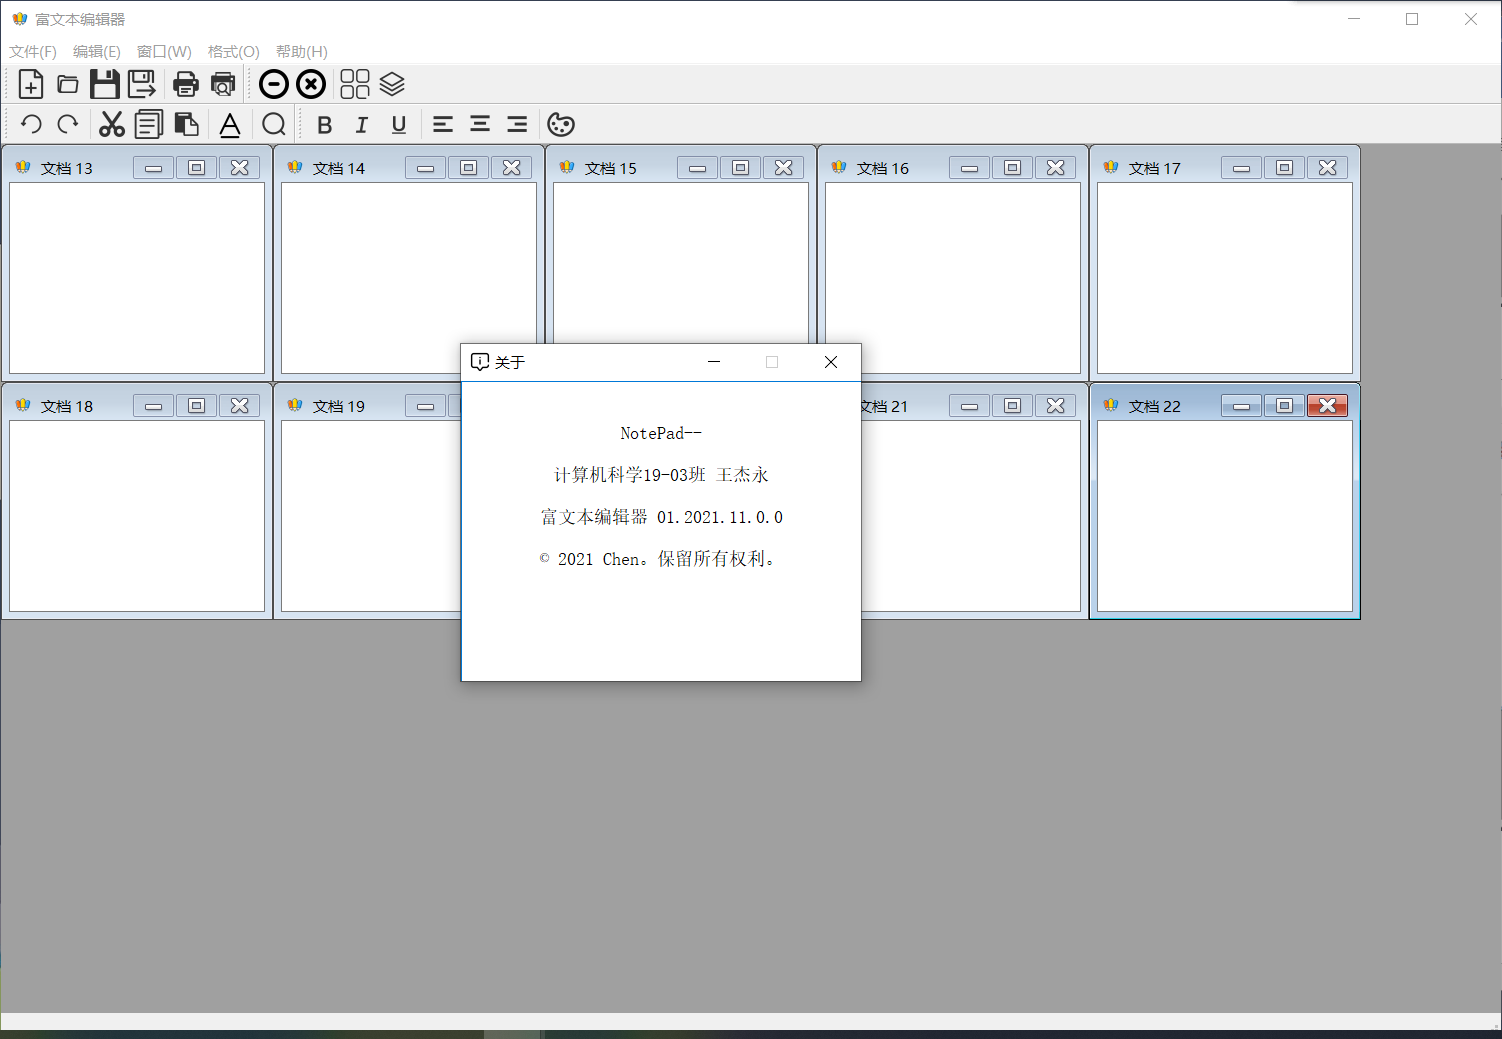 富文本编辑器
文件(F) 编辑(E) 窗口(W) 格式(O) 帮助(H)
文档 13
文档 14
文档 15
文档 16
文档 17
文档 18
文档 19
文档 21
文档 22
关于
NotePad--
计算机科学19-03班 王杰永
富文本编辑器 01.2021.11.0.0
© 2021 Chen。保留所有权利。